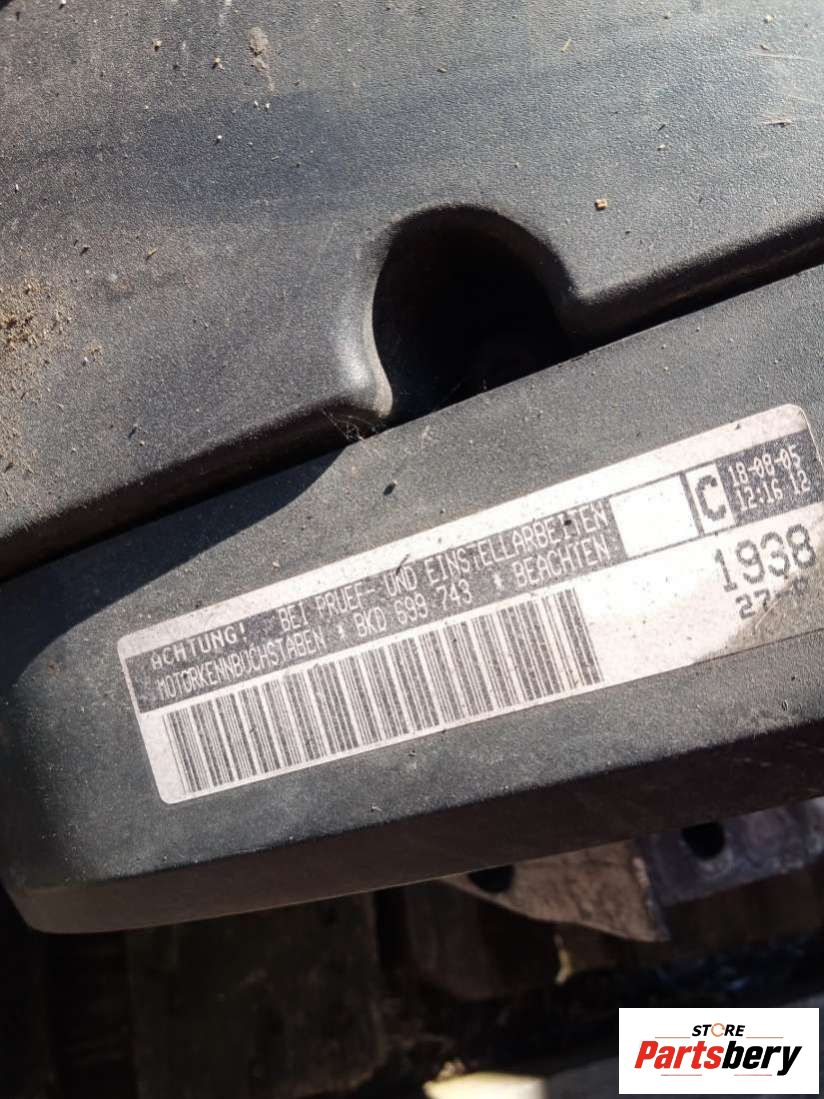 ACHTUNG! BEI PRUEF- UND EINSTELLARBEITEN
MOTORKENNBUCHSTABEN * BKD 699 743 * BEACHTEN
C
18-08-05
12:16 12
1938
27-
STORE
Partsbery